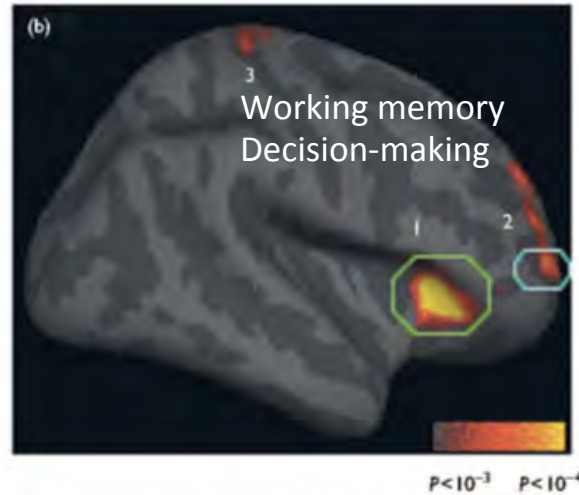 (b)
3
Working memory
Decision-making
1
2
P<10⁻³ P<10⁻⁴